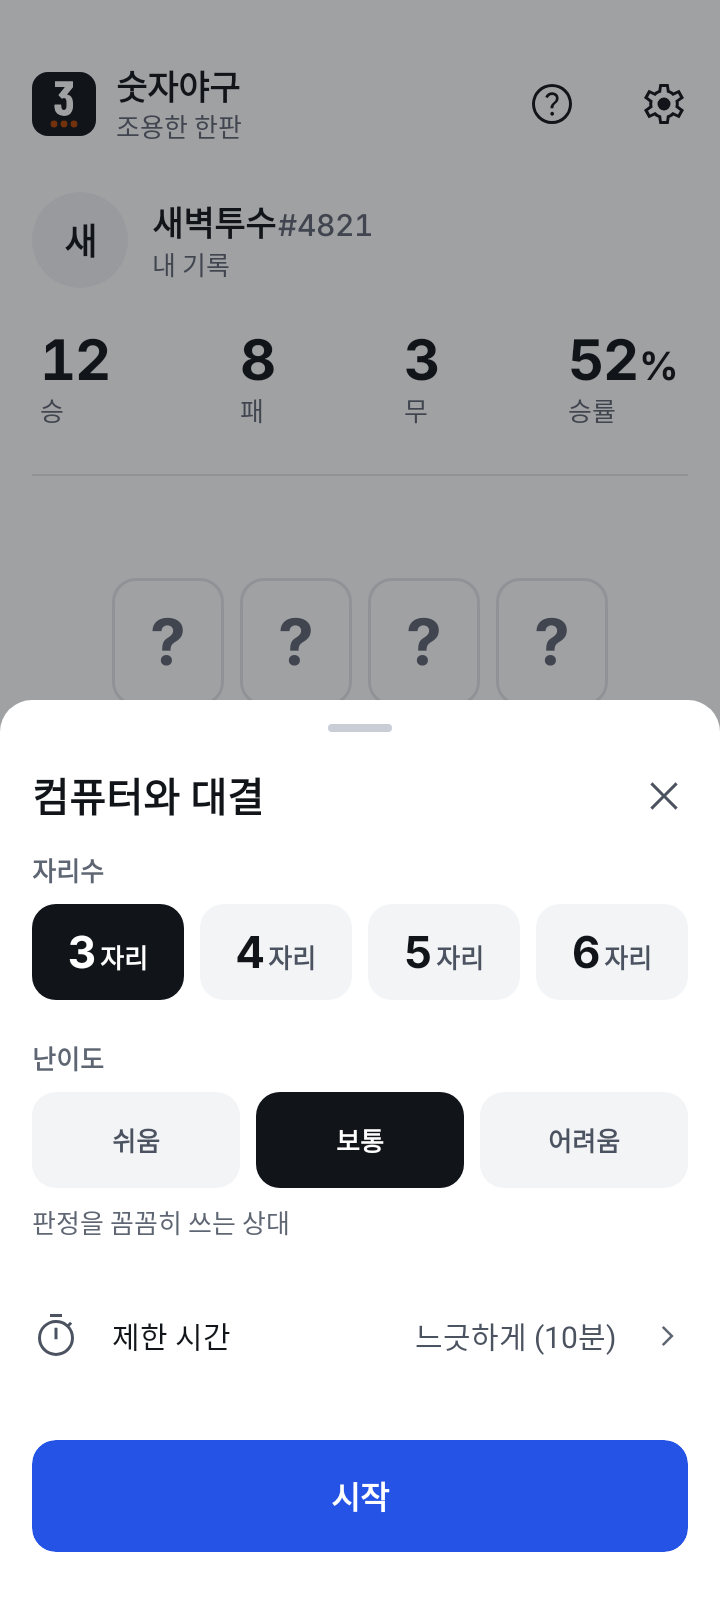 3
숫자야구
조용한 한판
?
새
새벽투수#4821
내 기록
12 8 3 52%
승 패 무 승률
? ? ? ?
컴퓨터와 대결
자리수
3자리 4자리 5자리 6자리
난이도
쉬움 보통 어려움
판정을 꼼꼼히 쓰는 상대
제한 시간 느긋하게 (10분)
시작